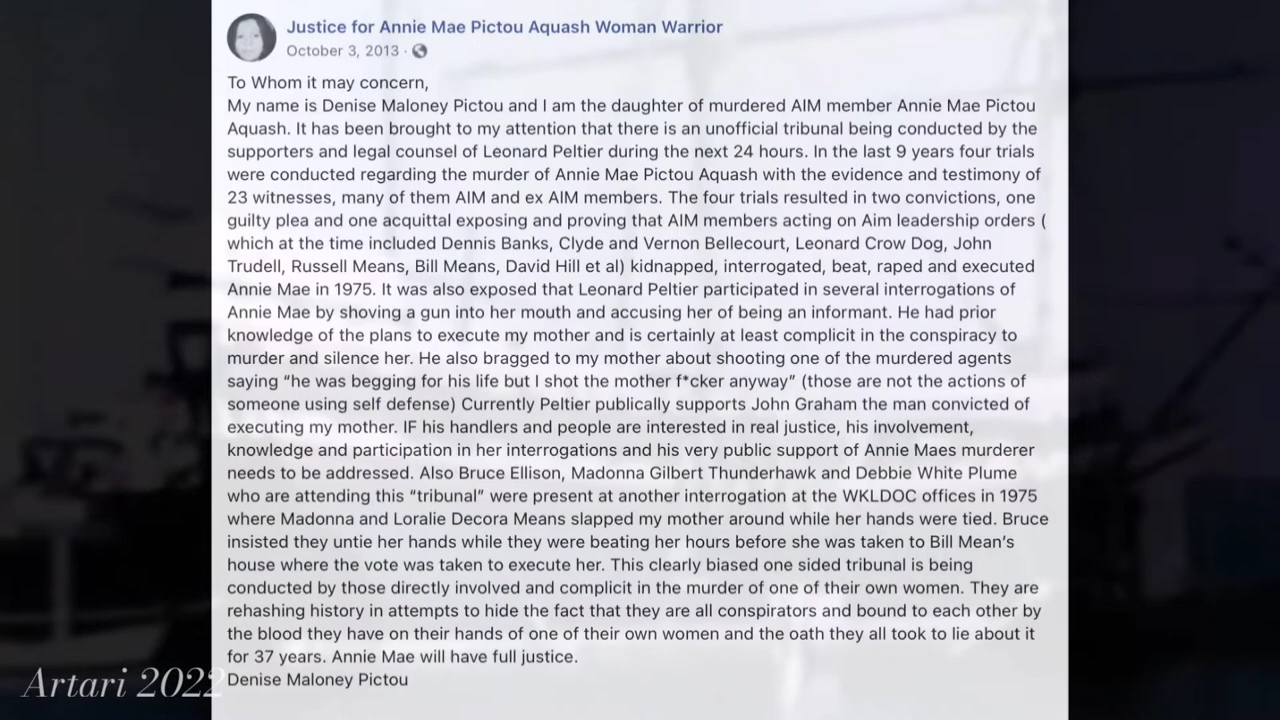 Justice for Annie Mae Pictou Aquash Woman Warrior
October 3, 2013 ·
To Whom it may concern,
My name is Denise Maloney Pictou and I am the daughter of murdered AIM member Annie Mae Pictou
Aquash. It has been brought to my attention that there is an unofficial tribunal being conducted by the
supporters and legal counsel of Leonard Peltier during the next 24 hours. In the last 9 years four trials
were conducted regarding the murder of Annie Mae Pictou Aquash with the evidence and testimony of
23 witnesses, many of them AIM and ex AIM members. The four trials resulted in two convictions, one
guilty plea and one acquittal exposing and proving that AIM members acting on Aim leadership orders (
which at the time included Dennis Banks, Clyde and Vernon Bellecourt, Leonard Crow Dog, John
Trudell, Russell Means, Bill Means, David Hill et al) kidnapped, interrogated, beat, raped and executed
Annie Mae in 1975. It was also exposed that Leonard Peltier participated in several interrogations of
Annie Mae by shoving a gun into her mouth and accusing her of being an informant. He had prior
knowledge of the plans to execute my mother and is certainly at least complicit in the conspiracy to
murder and silence her. He also bragged to my mother about shooting one of the murdered agents
saying “he was begging for his life but I shot the mother f*cker anyway” (those are not the actions of
someone using self defense) Currently Peltier publically supports John Graham the man convicted of
executing my mother. IF his handlers and people are interested in real justice, his involvement,
knowledge and participation in her interrogations and his very public support of Annie Maes murderer
needs to be addressed. Also Bruce Ellison, Madonna Gilbert Thunderhawk and Debbie White Plume
who are attending this “tribunal” were present at another interrogation at the WKLDOC offices in 1975
where Madonna and Loralie Decora Means slapped my mother around while her hands were tied. Bruce
insisted they untie her hands while they were beating her hours before she was taken to Bill Mean’s
house where the vote was taken to execute her. This clearly biased one sided tribunal is being
conducted by those directly involved and complicit in the murder of one of their own women. They are
rehashing history in attempts to hide the fact that they are all conspirators and bound to each other by
the blood they have on their hands of one of their own women and the oath they all took to lie about it
for 37 years. Annie Mae will have full justice.
Denise Maloney Pictou
Artari 2022